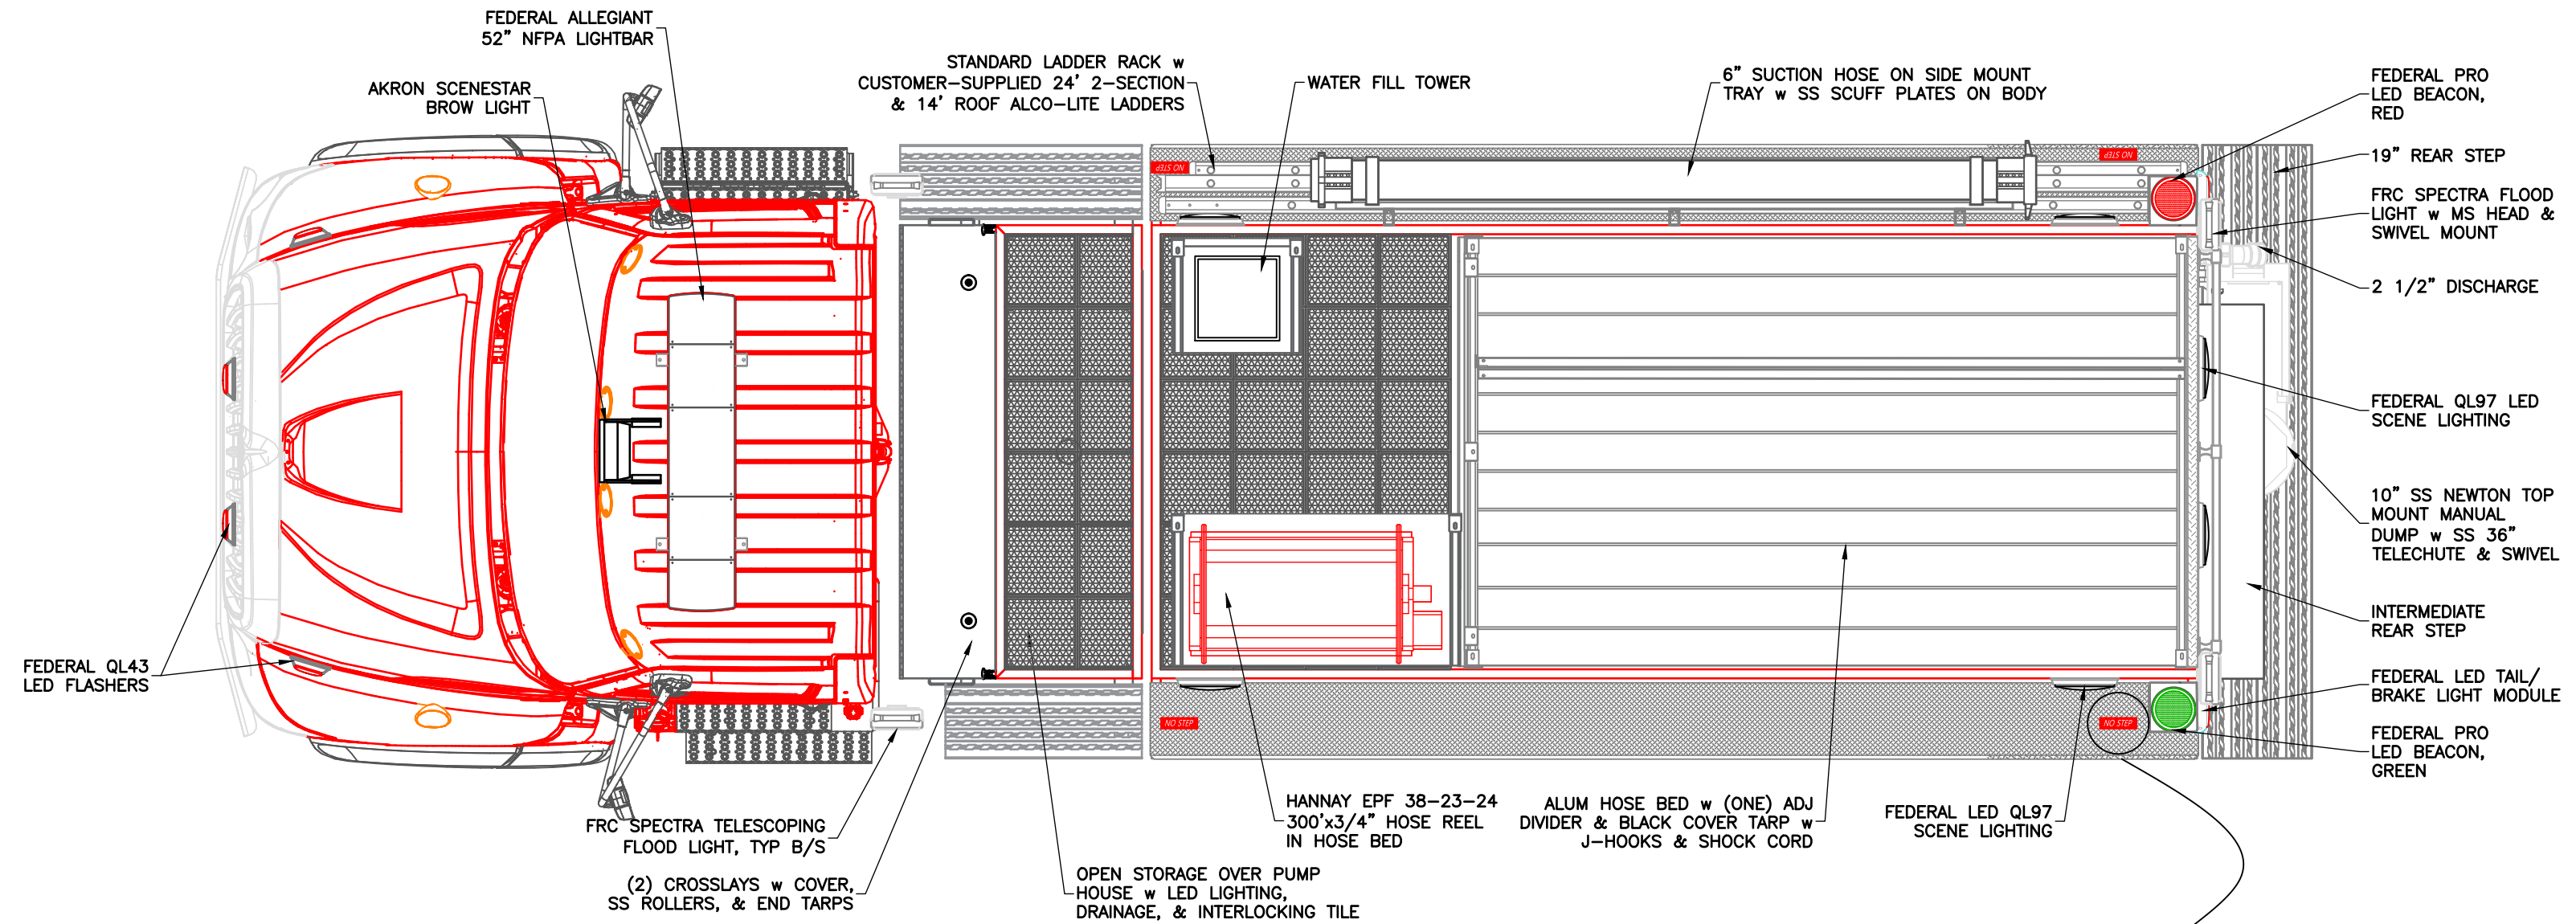 FEDERAL ALLEGIANT
52" NFPA LIGHTBAR
AKRON SCENESTAR
BROW LIGHT
STANDARD LADDER RACK w
CUSTOMER-SUPPLIED 24' 2-SECTION
& 14' ROOF ALCO-LITE LADDERS
WATER FILL TOWER
6" SUCTION HOSE ON SIDE MOUNT
TRAY w SS SCUFF PLATES ON BODY
FEDERAL PRO
LED BEACON,
RED
19" REAR STEP
FRC SPECTRA FLOOD
LIGHT w MS HEAD &
SWIVEL MOUNT
2 1/2" DISCHARGE
FEDERAL QL97 LED
SCENE LIGHTING
10" SS NEWTON TOP
MOUNT MANUAL
DUMP w SS 36"
TELECHUTE & SWIVEL
INTERMEDIATE
REAR STEP
FEDERAL LED TAIL/
BRAKE LIGHT MODULE
FEDERAL PRO
LED BEACON,
GREEN
NO STEP
NO STEP
NO STEP
NO STEP
FEDERAL QL43
LED FLASHERS
FRC SPECTRA TELESCOPING
FLOOD LIGHT, TYP B/S
(2) CROSSLAYS w COVER,
SS ROLLERS, & END TARPS
OPEN STORAGE OVER PUMP
HOUSE w LED LIGHTING,
DRAINAGE, & INTERLOCKING TILE
HANNAY EPF 38-23-24
300'x3/4" HOSE REEL
IN HOSE BED
ALUM HOSE BED w (ONE) ADJ
DIVIDER & BLACK COVER TARP w
J-HOOKS & SHOCK CORD
FEDERAL LED QL97
SCENE LIGHTING